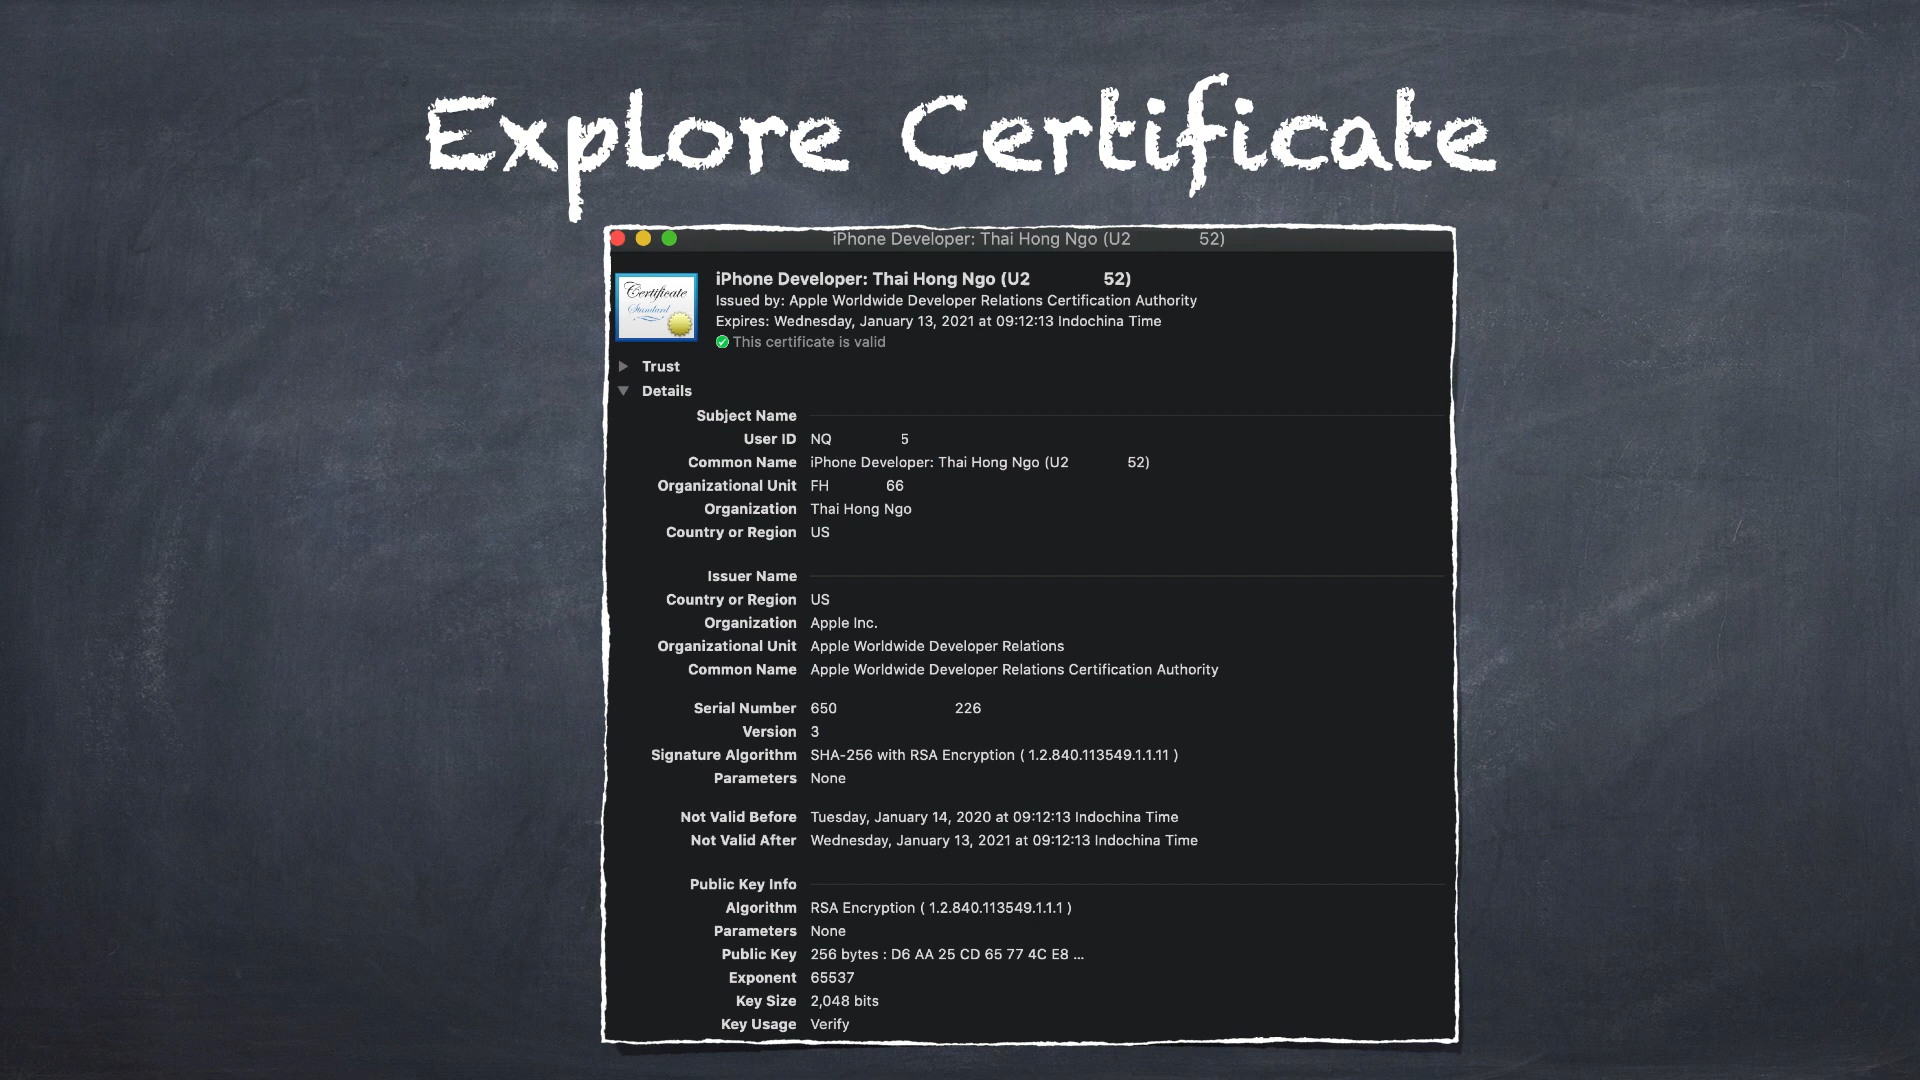 Explore Certificate
iPhone Developer: Thai Hong Ngo (U2 52)
Certificate
Standard
iPhone Developer: Thai Hong Ngo (U2 52)
Issued by: Apple Worldwide Developer Relations Certification Authority
Expires: Wednesday, January 13, 2021 at 09:12:13 Indochina Time
This certificate is valid
Trust
Details
Subject Name
User ID NQ 5
Common Name iPhone Developer: Thai Hong Ngo (U2 52)
Organizational Unit FH 66
Organization Thai Hong Ngo
Country or Region US
Issuer Name
Country or Region US
Organization Apple Inc.
Organizational Unit Apple Worldwide Developer Relations
Common Name Apple Worldwide Developer Relations Certification Authority
Serial Number 650 226
Version 3
Signature Algorithm SHA-256 with RSA Encryption ( 1.2.840.113549.1.1.11 )
Parameters None
Not Valid Before Tuesday, January 14, 2020 at 09:12:13 Indochina Time
Not Valid After Wednesday, January 13, 2021 at 09:12:13 Indochina Time
Public Key Info
Algorithm RSA Encryption ( 1.2.840.113549.1.1.1 )
Parameters None
Public Key 256 bytes : D6 AA 25 CD 65 77 4C E8 ...
Exponent 65537
Key Size 2,048 bits
Key Usage Verify